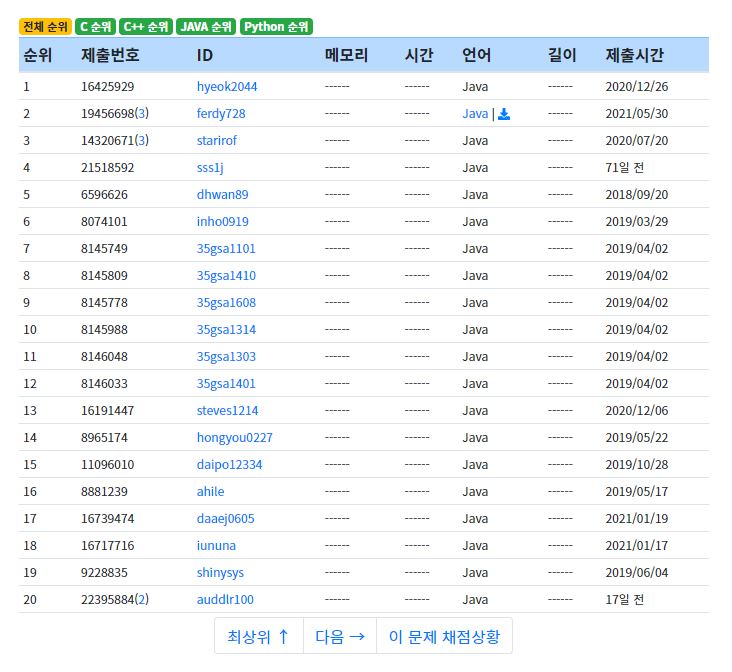 전체 순위 C 순위 C++ 순위 JAVA 순위 Python 순위
순위 제출번호 ID 메모리 시간 언어 길이 제출시간
1 16425929 hyeok2044 ------ ------ Java ------ 2020/12/26
2 19456698(3) ferdy728 ------ ------ Java | ------ 2021/05/30
3 14320671(3) starirof ------ ------ Java ------ 2020/07/20
4 21518592 sss1j ------ ------ Java ------ 71일 전
5 6596626 dhwan89 ------ ------ Java ------ 2018/09/20
6 8074101 inho0919 ------ ------ Java ------ 2019/03/29
7 8145749 35gsa1101 ------ ------ Java ------ 2019/04/02
8 8145809 35gsa1410 ------ ------ Java ------ 2019/04/02
9 8145778 35gsa1608 ------ ------ Java ------ 2019/04/02
10 8145988 35gsa1314 ------ ------ Java ------ 2019/04/02
11 8146048 35gsa1303 ------ ------ Java ------ 2019/04/02
12 8146033 35gsa1401 ------ ------ Java ------ 2019/04/02
13 16191447 steves1214 ------ ------ Java ------ 2020/12/06
14 8965174 hongyou0227 ------ ------ Java ------ 2019/05/22
15 11096010 daipo12334 ------ ------ Java ------ 2019/10/28
16 8881239 ahile ------ ------ Java ------ 2019/05/17
17 16739474 daaej0605 ------ ------ Java ------ 2021/01/19
18 16717716 iununa ------ ------ Java ------ 2021/01/17
19 9228835 shinysys ------ ------ Java ------ 2019/06/04
20 22395884(2) auddlr100 ------ ------ Java ------ 17일 전
최상위 ↑ 다음 → 이 문제 채점상황